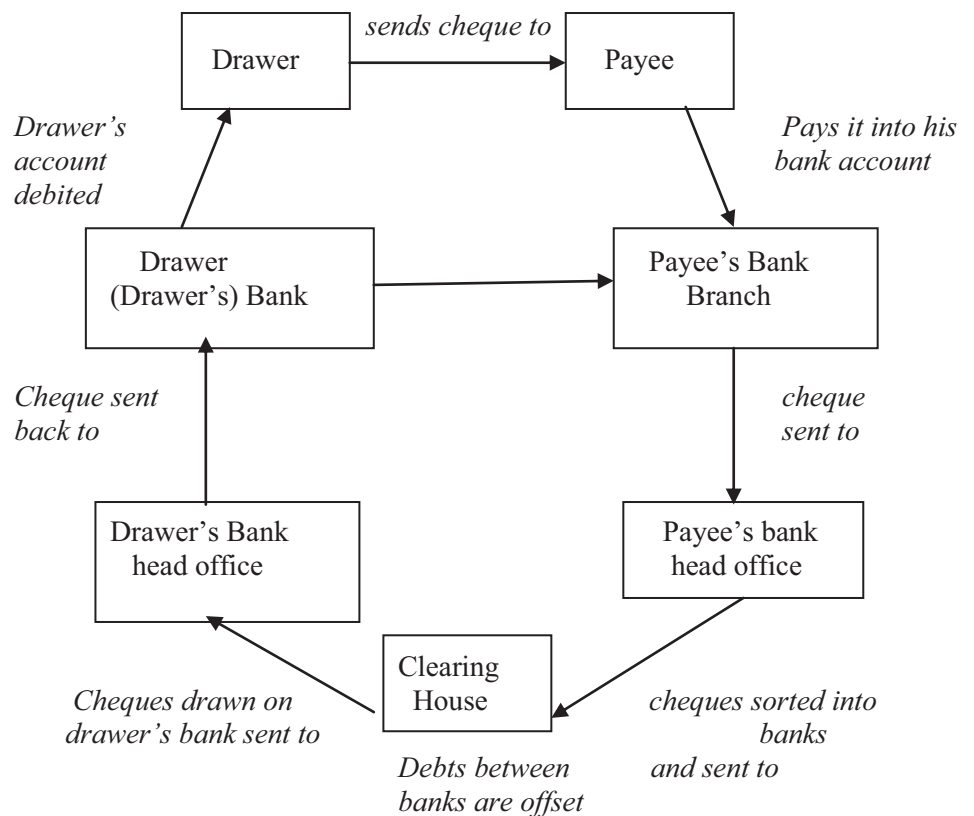 sends cheque to
Drawer
Payee
Drawer’s
account
debited
Pays it into his
bank account
Drawer
(Drawer’s) Bank
Payee’s Bank
Branch
Cheque sent
back to
cheque
sent to
Drawer’s Bank
head office
Payee’s bank
head office
Clearing
House
Cheques drawn on
drawer’s bank sent to
cheques sorted into
banks
and sent to
Debts between
banks are offset